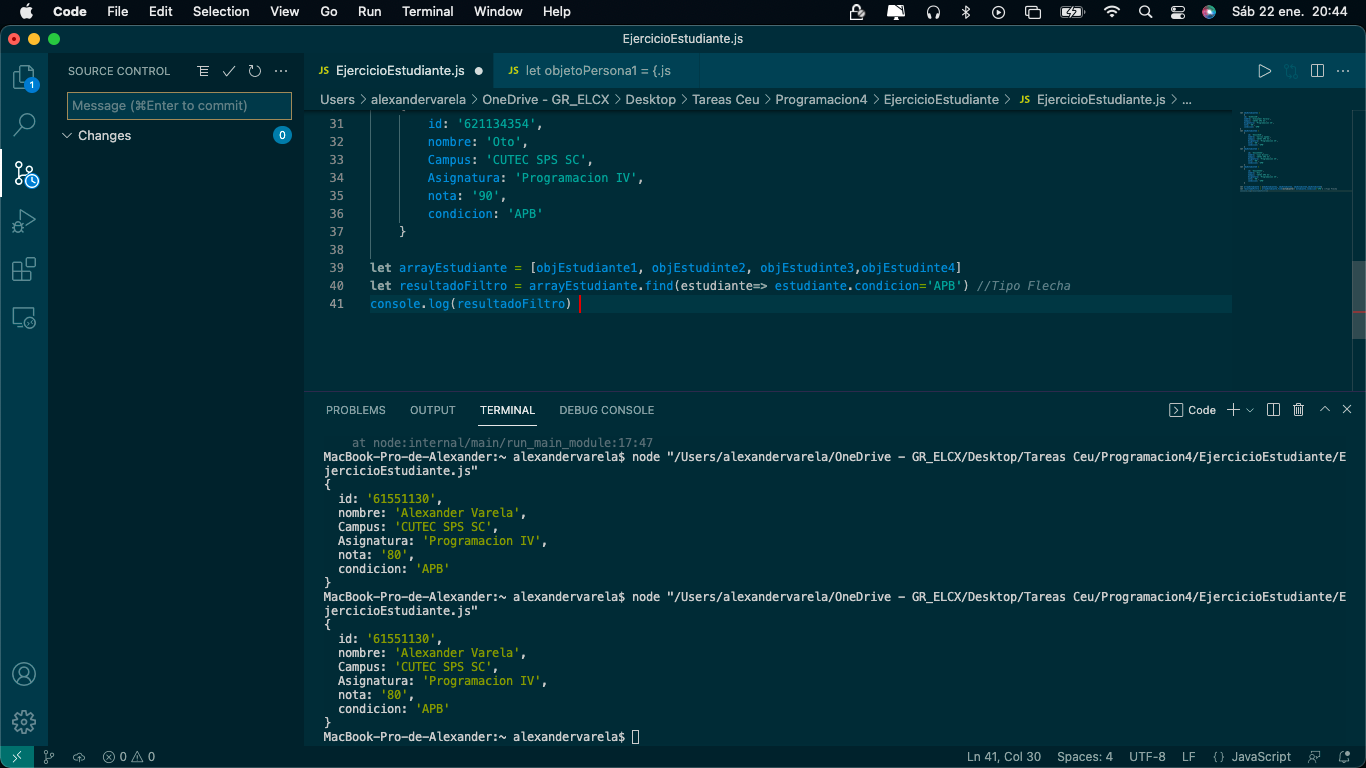 Code File Edit Selection View Go Run Terminal Window Help Sáb 22 ene. 20:44
EjercicioEstudiante.js
SOURCE CONTROL
Message (⌘Enter to commit)
Changes 0
1
JS EjercicioEstudiante.js ● JS let objetoPersona1 = {.js
Users > alexandervarela > OneDrive - GR_ELCX > Desktop > Tareas Ceu > Programacion4 > EjercicioEstudiante > JS EjercicioEstudiante.js > ...
31 id: '621134354',
32 nombre: 'Oto',
33 Campus: 'CUTEC SPS SC',
34 Asignatura: 'Programacion IV',
35 nota: '90',
36 condicion: 'APB'
37 }
38
39 let arrayEstudiante = [objEstudiante1, objEstudinte2, objEstudinte3,objEstudinte4]
40 let resultadoFiltro = arrayEstudiante.find(estudiante=> estudiante.condicion='APB') //Tipo Flecha
41 console.log(resultadoFiltro)
PROBLEMS OUTPUT TERMINAL DEBUG CONSOLE Code
at node:internal/main/run_main_module:17:47
MacBook-Pro-de-Alexander:~ alexandervarela$ node "/Users/alexandervarela/OneDrive - GR_ELCX/Desktop/Tareas Ceu/Programacion4/EjercicioEstudiante/E
jercicioEstudiante.js"
{
id: '61551130',
nombre: 'Alexander Varela',
Campus: 'CUTEC SPS SC',
Asignatura: 'Programacion IV',
nota: '80',
condicion: 'APB'
}
MacBook-Pro-de-Alexander:~ alexandervarela$ node "/Users/alexandervarela/OneDrive - GR_ELCX/Desktop/Tareas Ceu/Programacion4/EjercicioEstudiante/E
jercicioEstudiante.js"
{
id: '61551130',
nombre: 'Alexander Varela',
Campus: 'CUTEC SPS SC',
Asignatura: 'Programacion IV',
nota: '80',
condicion: 'APB'
}
MacBook-Pro-de-Alexander:~ alexandervarela$
0 0 Ln 41, Col 30 Spaces: 4 UTF-8 LF {} JavaScript